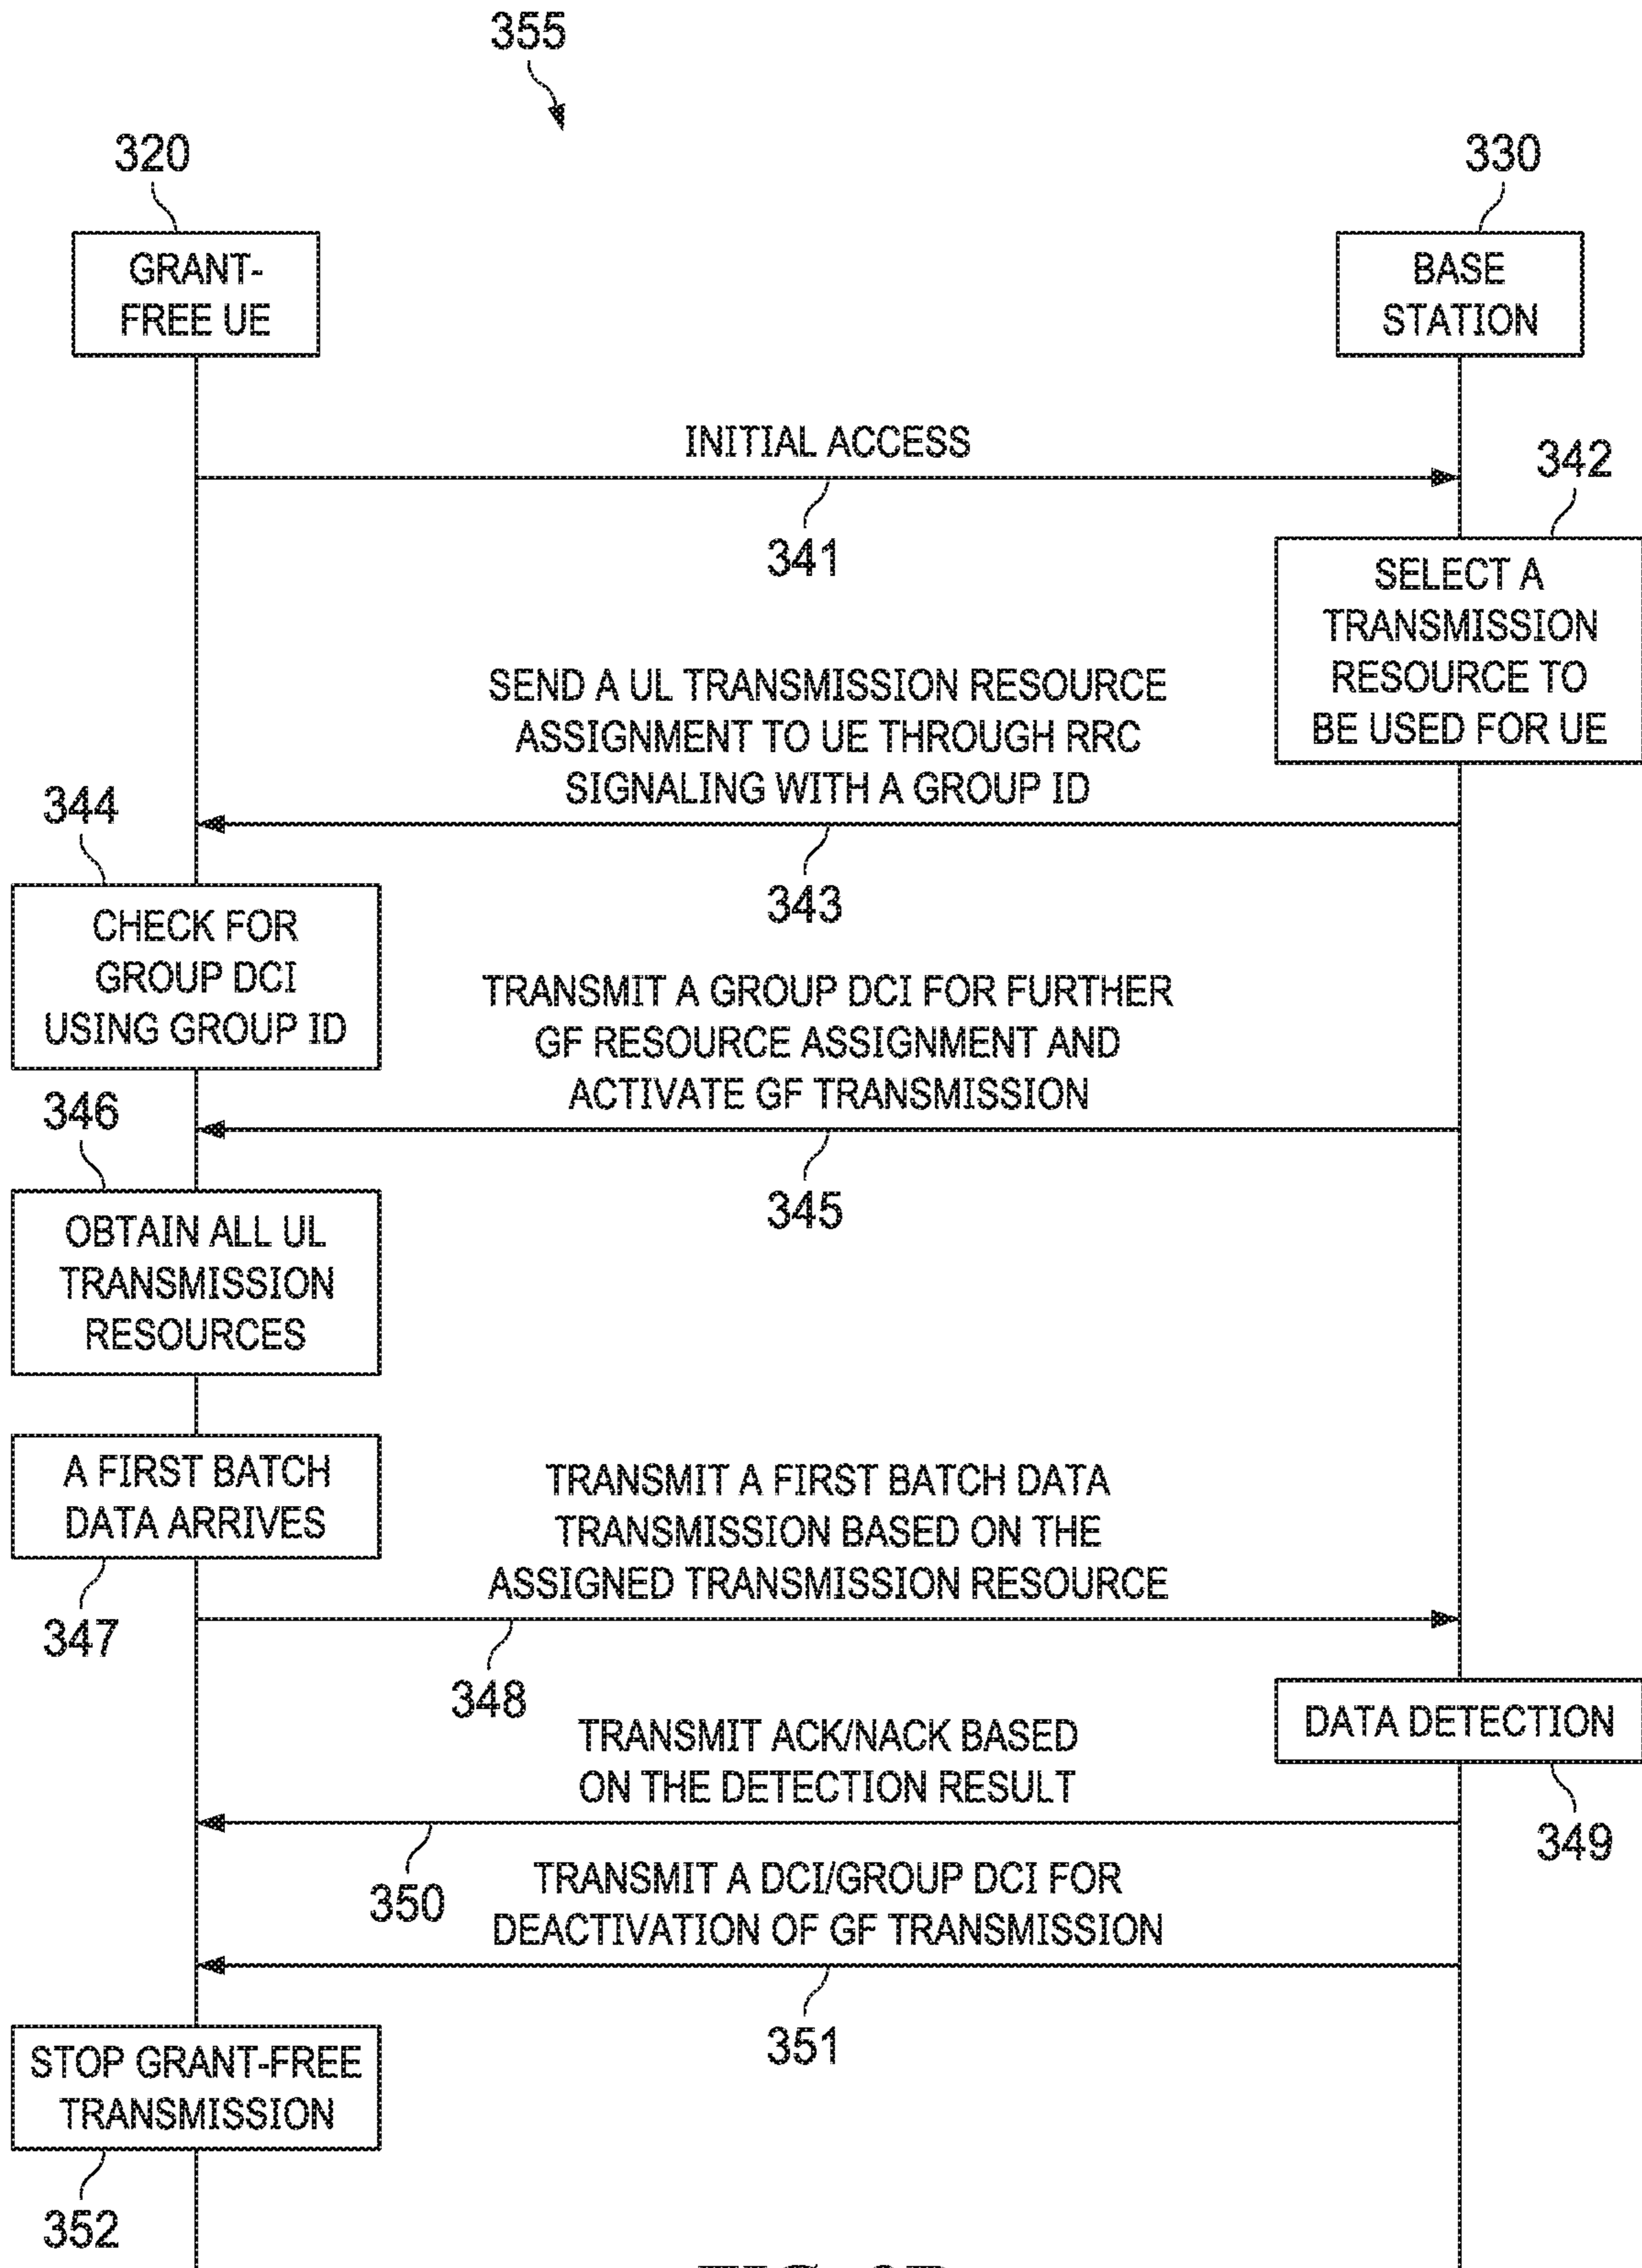 355
320
330
GRANT-
FREE UE
BASE
STATION
INITIAL ACCESS
341
342
SELECT A
TRANSMISSION
RESOURCE TO
BE USED FOR UE
SEND A UL TRANSMISSION RESOURCE
ASSIGNMENT TO UE THROUGH RRC
SIGNALING WITH A GROUP ID
343
344
CHECK FOR
GROUP DCI
USING GROUP ID
TRANSMIT A GROUP DCI FOR FURTHER
GF RESOURCE ASSIGNMENT AND
ACTIVATE GF TRANSMISSION
345
346
OBTAIN ALL UL
TRANSMISSION
RESOURCES
A FIRST BATCH
DATA ARRIVES
347
TRANSMIT A FIRST BATCH DATA
TRANSMISSION BASED ON THE
ASSIGNED TRANSMISSION RESOURCE
348
DATA DETECTION
349
TRANSMIT ACK/NACK BASED
ON THE DETECTION RESULT
350
TRANSMIT A DCI/GROUP DCI FOR
DEACTIVATION OF GF TRANSMISSION
351
STOP GRANT-FREE
TRANSMISSION
352